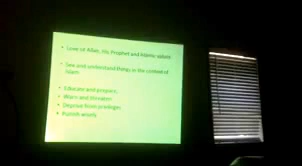 • Love of Allah, His Prophet and Islamic values
• See and understand things in the context of
Islam
• Educate and prepare,
• Warn and threaten
• Deprive from privileges
• Punish wisely